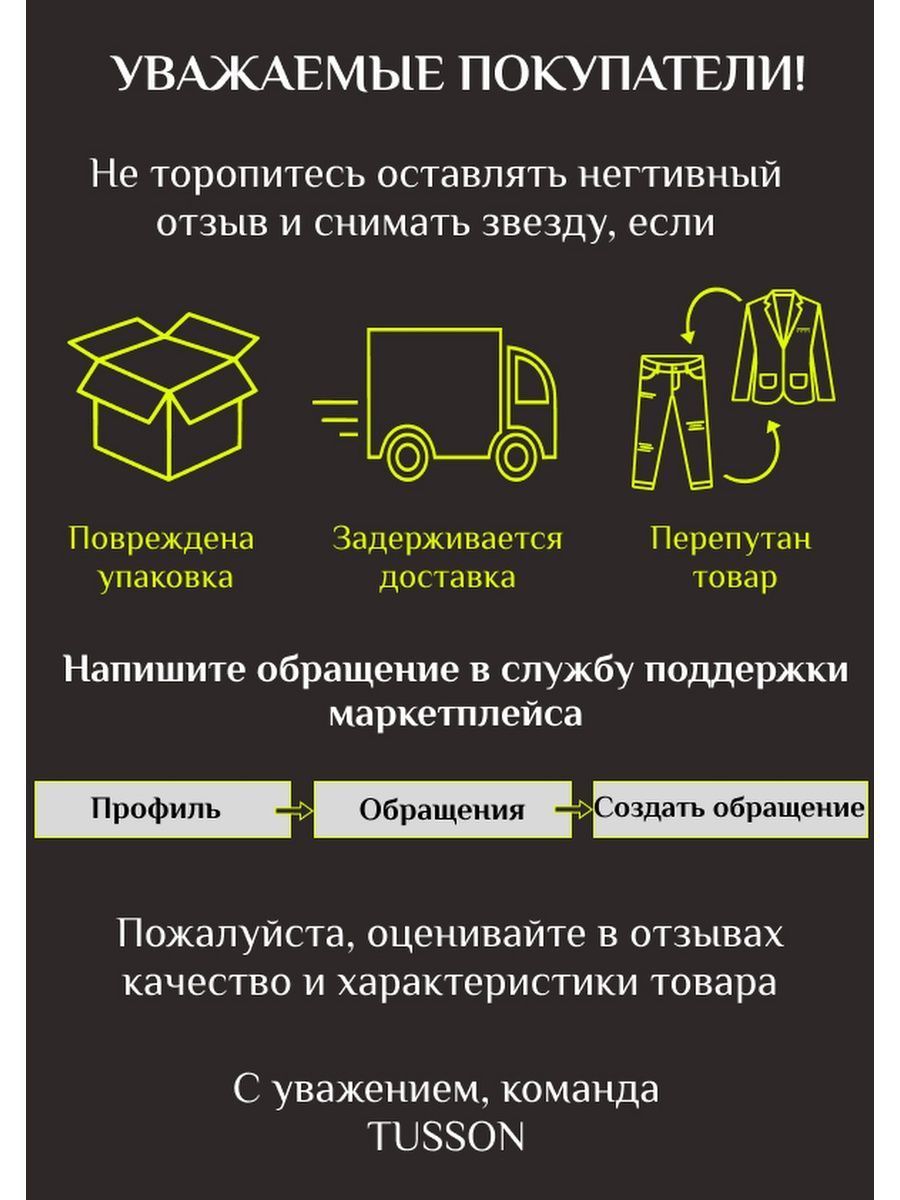 УВАЖАЕМЫЕ ПОКУПАТЕЛИ!
Не торопитесь оставлять негтивный
отзыв и снимать звезду, если
Повреждена
упаковка
Задерживается
доставка
Перепутан
товар
Напишите обращение в службу поддержки
маркетплейса
Профиль
Обращения
Создать обращение
Пожалуйста, оценивайте в отзывах
качество и характеристики товара
С уважением, команда
TUSSON